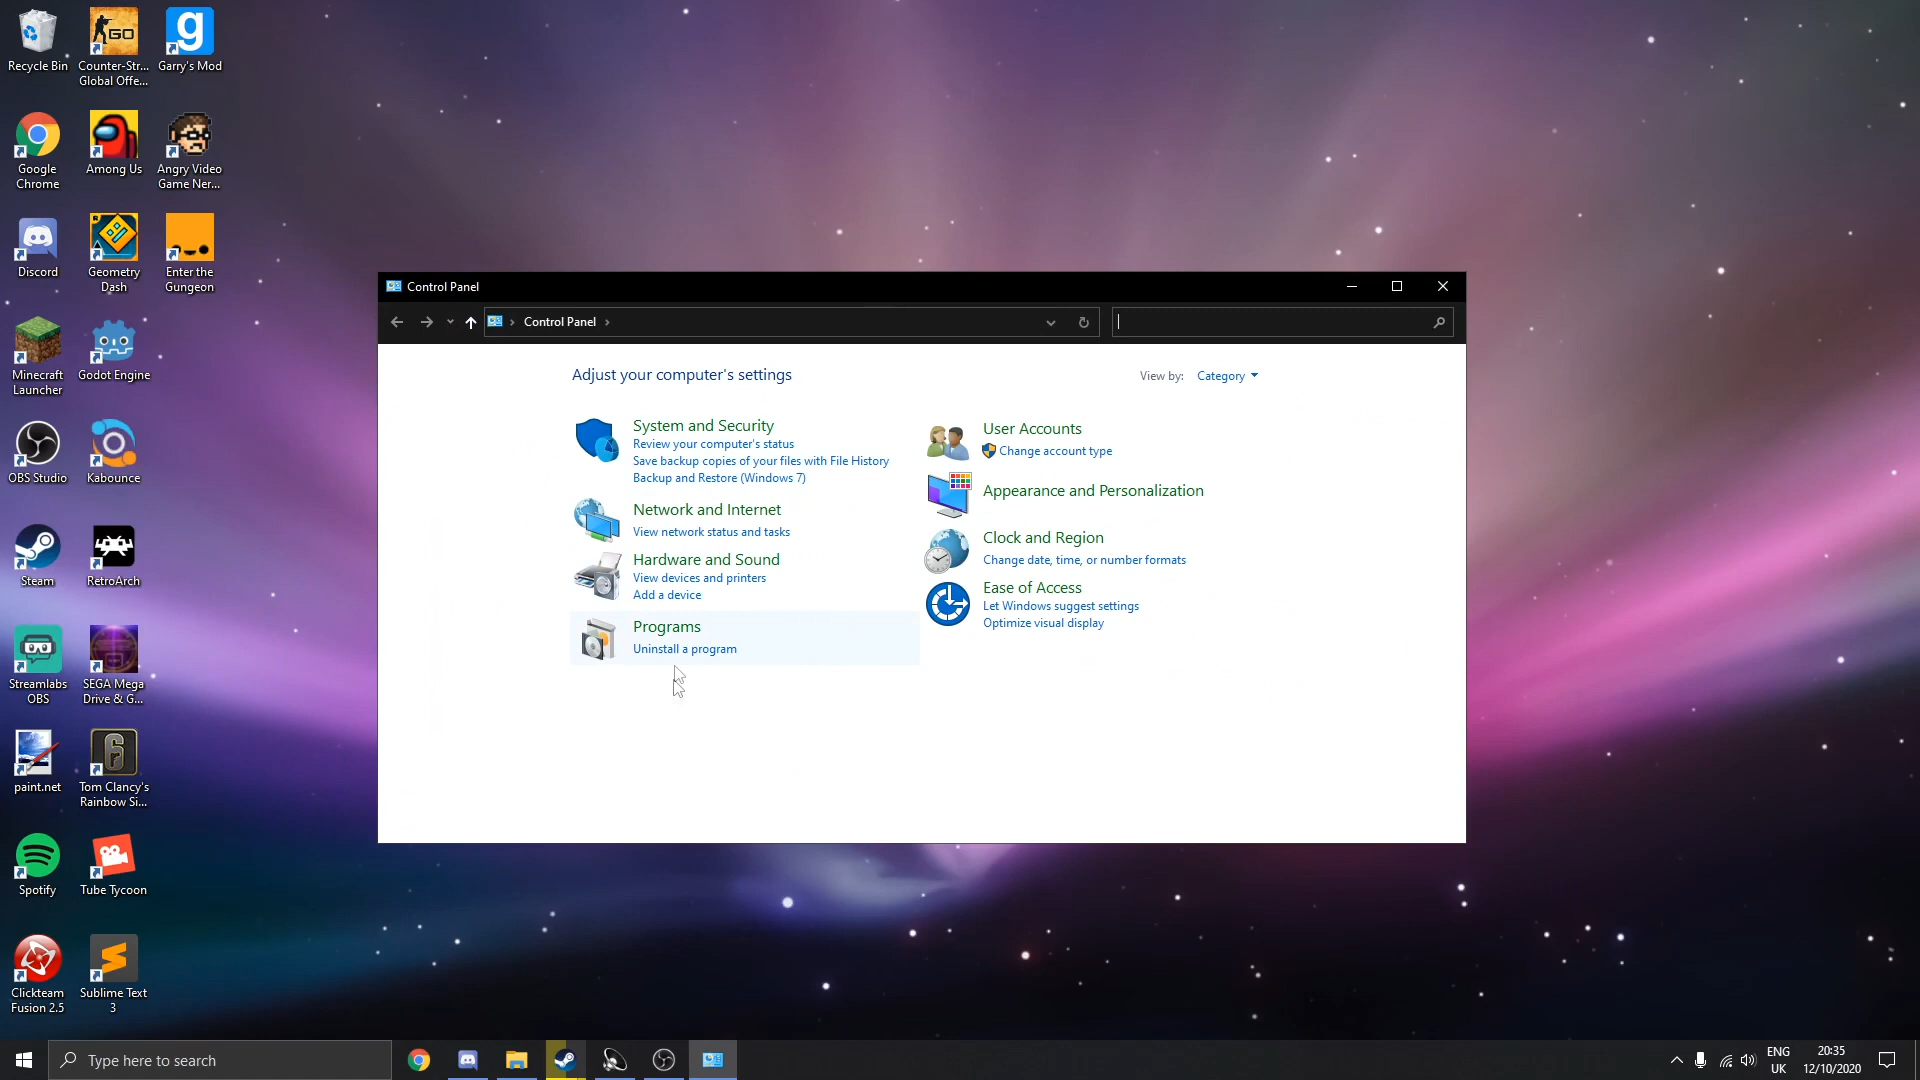 Recycle Bin
Counter-Str...
Global Offe...
Garry's Mod
Google
Chrome
Among Us
Angry Video
Game Ner...
Discord
Geometry
Dash
Enter the
Gungeon
Minecraft
Launcher
Godot Engine
OBS Studio
Kabounce
Steam
RetroArch
Streamlabs
OBS
SEGA Mega
Drive & G...
paint.net
Tom Clancy's
Rainbow Si...
Spotify
Tube Tycoon
Clickteam
Fusion 2.5
Sublime Text
3
GO
g
6
Control Panel
Control Panel
Adjust your computer's settings
View by: Category
System and Security
Review your computer's status
Save backup copies of your files with File History
Backup and Restore (Windows 7)
Network and Internet
View network status and tasks
Hardware and Sound
View devices and printers
Add a device
Programs
Uninstall a program
User Accounts
Change account type
Appearance and Personalization
Clock and Region
Change date, time, or number formats
Ease of Access
Let Windows suggest settings
Optimize visual display
Type here to search
ENG
UK
20:35
12/10/2020